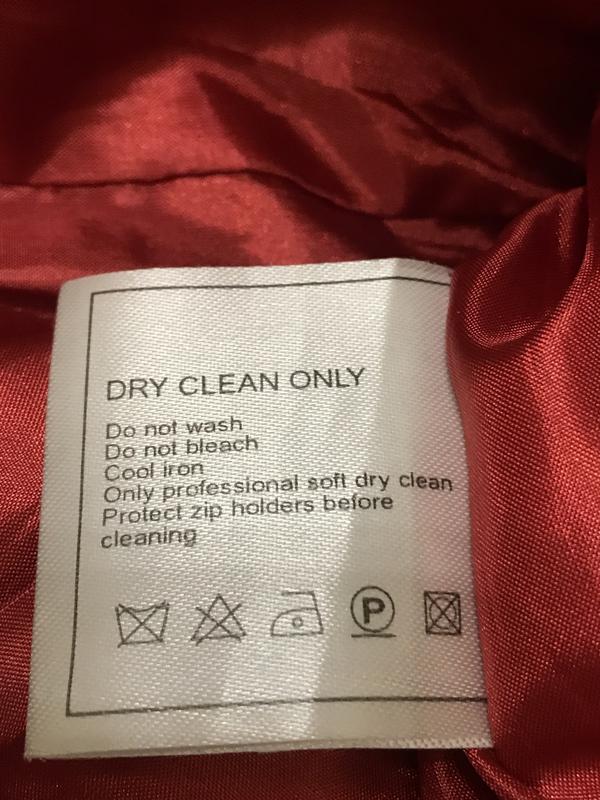 DRY CLEAN ONLY
Do not wash
Do not bleach
Cool iron
Only professional soft dry clean
Protect zip holders before
cleaning
P